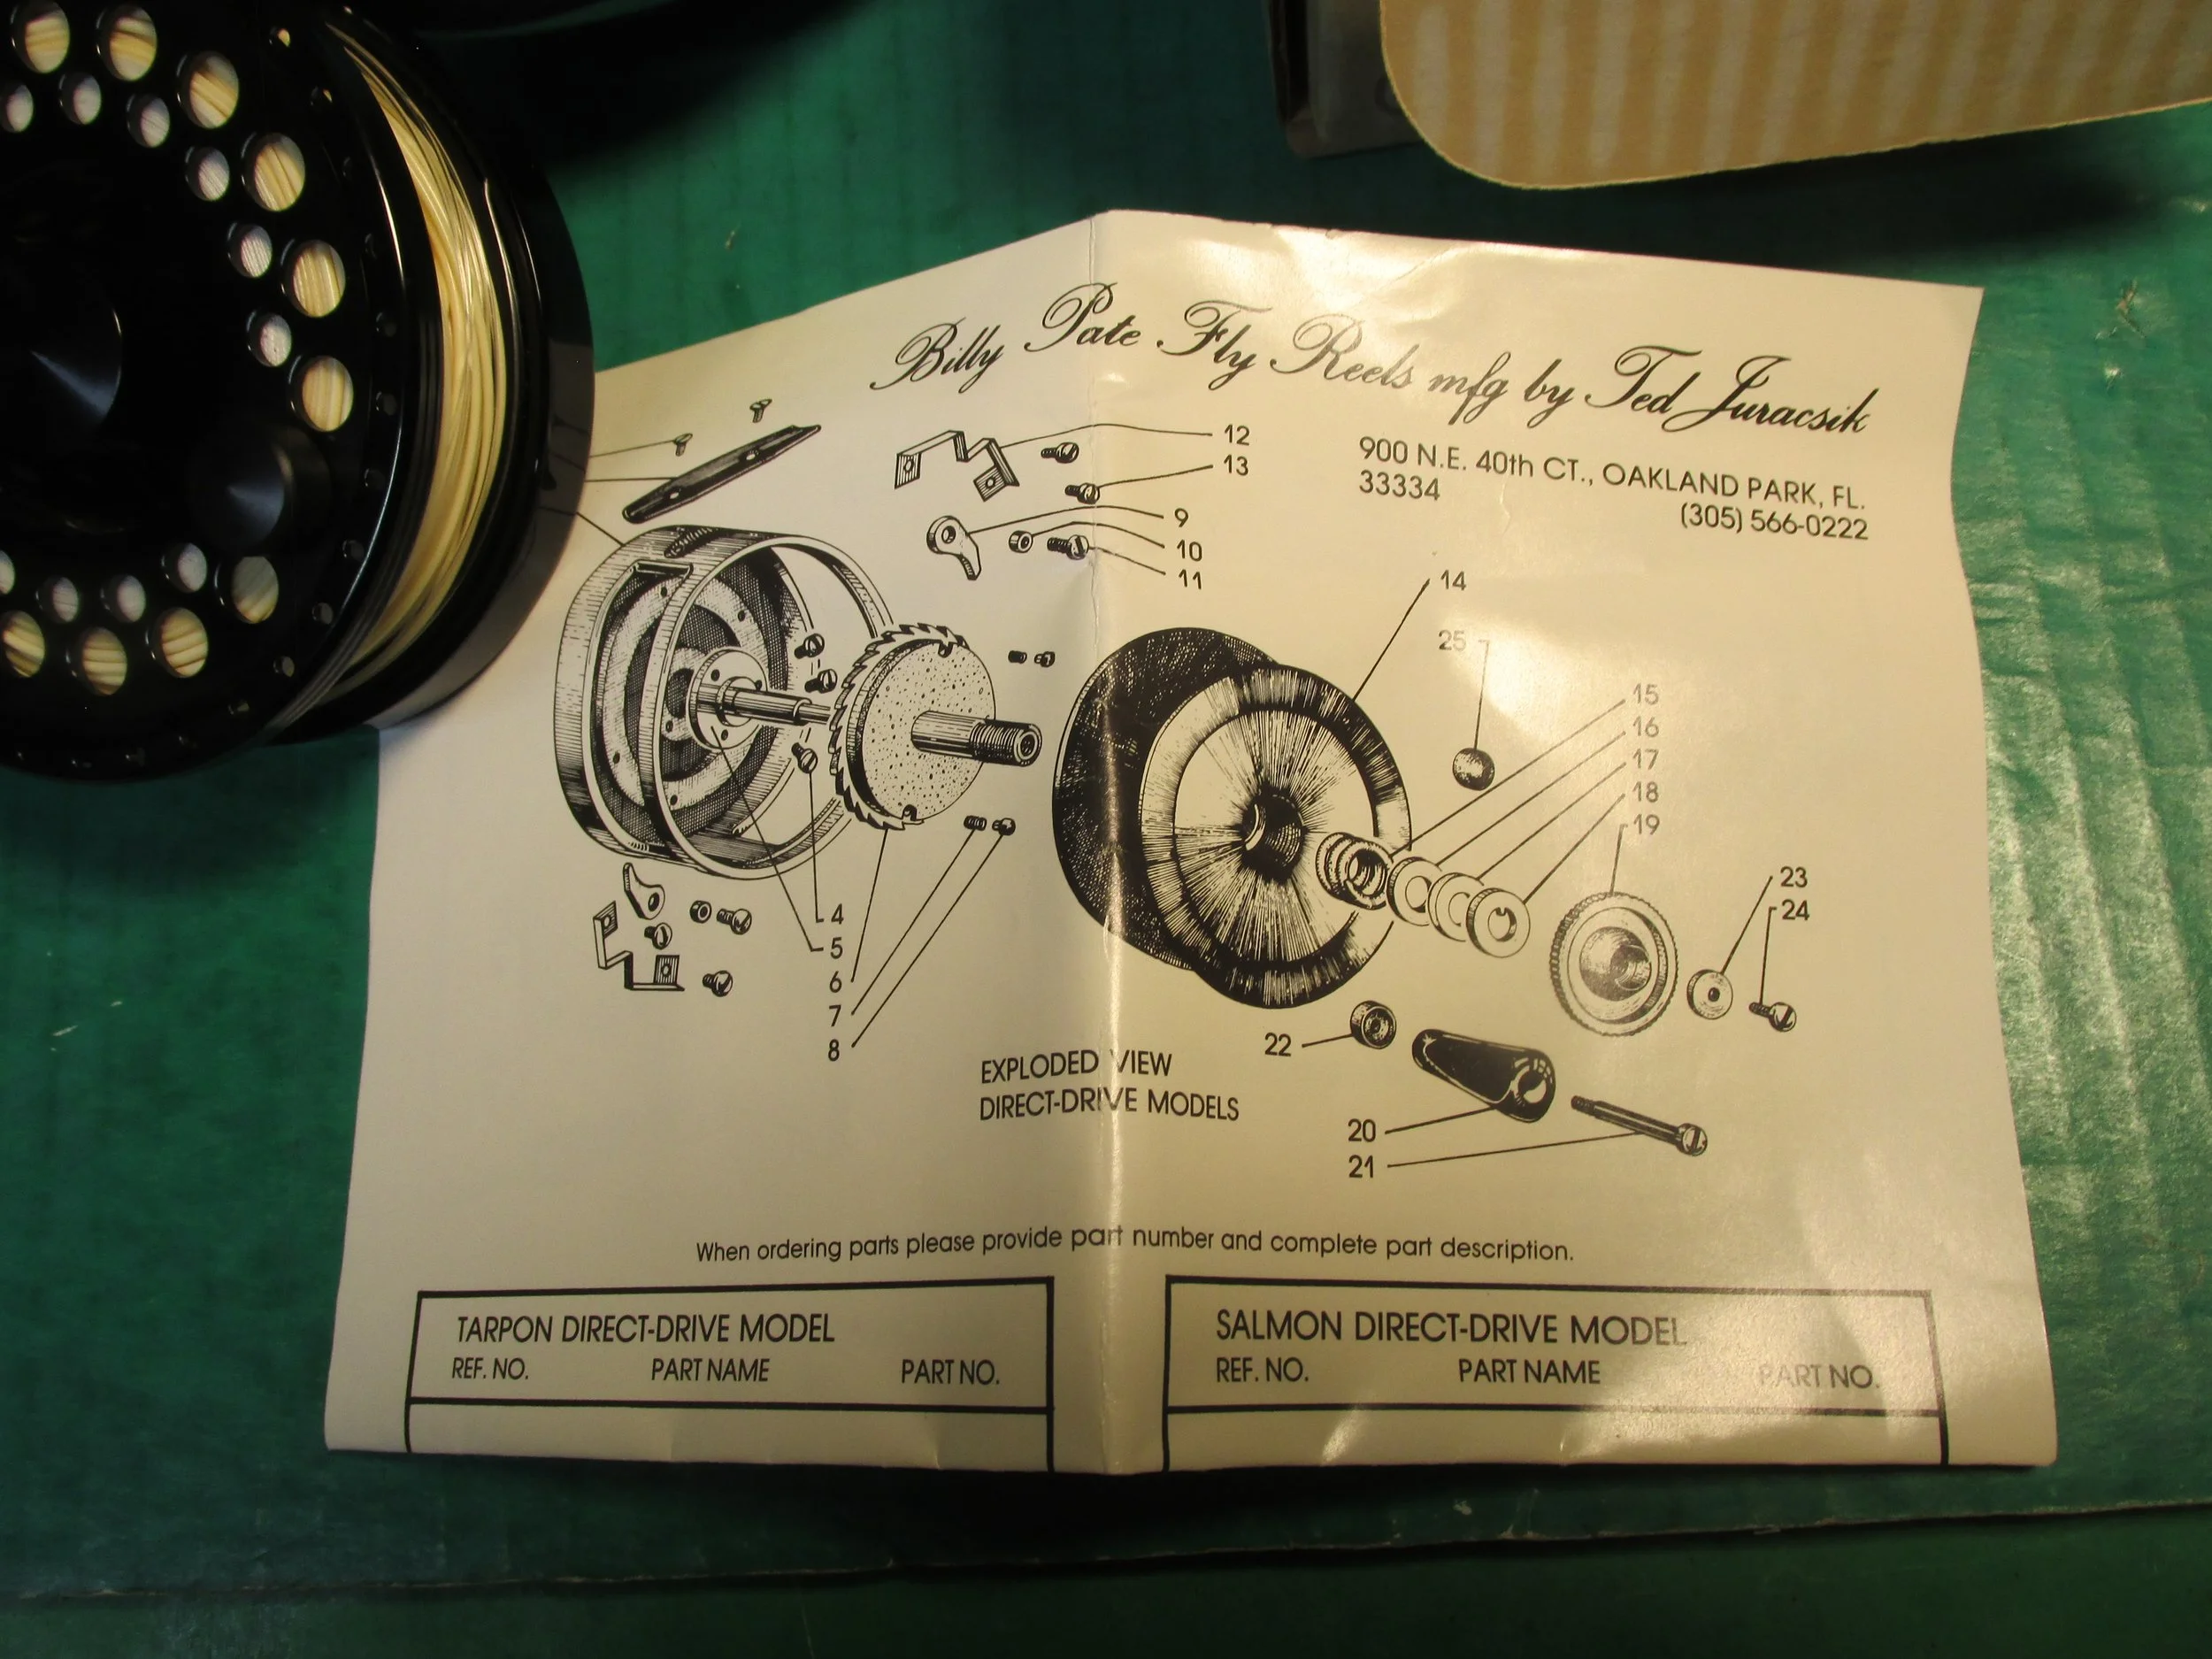 Billy Pate Fly Reels mfg by Ted Juracsik
900 N.E. 40th CT., OAKLAND PARK, FL.
33334
(305) 566-0222
12
13
9
10
11
14
25
15
16
17
18
19
23
24
4
5
6
7
8
22
20
21
EXPLODED VIEW
DIRECT-DRIVE MODELS
When ordering parts please provide part number and complete part description.
TARPON DIRECT-DRIVE MODEL
REF. NO. PART NAME PART NO.
SALMON DIRECT-DRIVE MODEL
REF. NO. PART NAME PART NO.